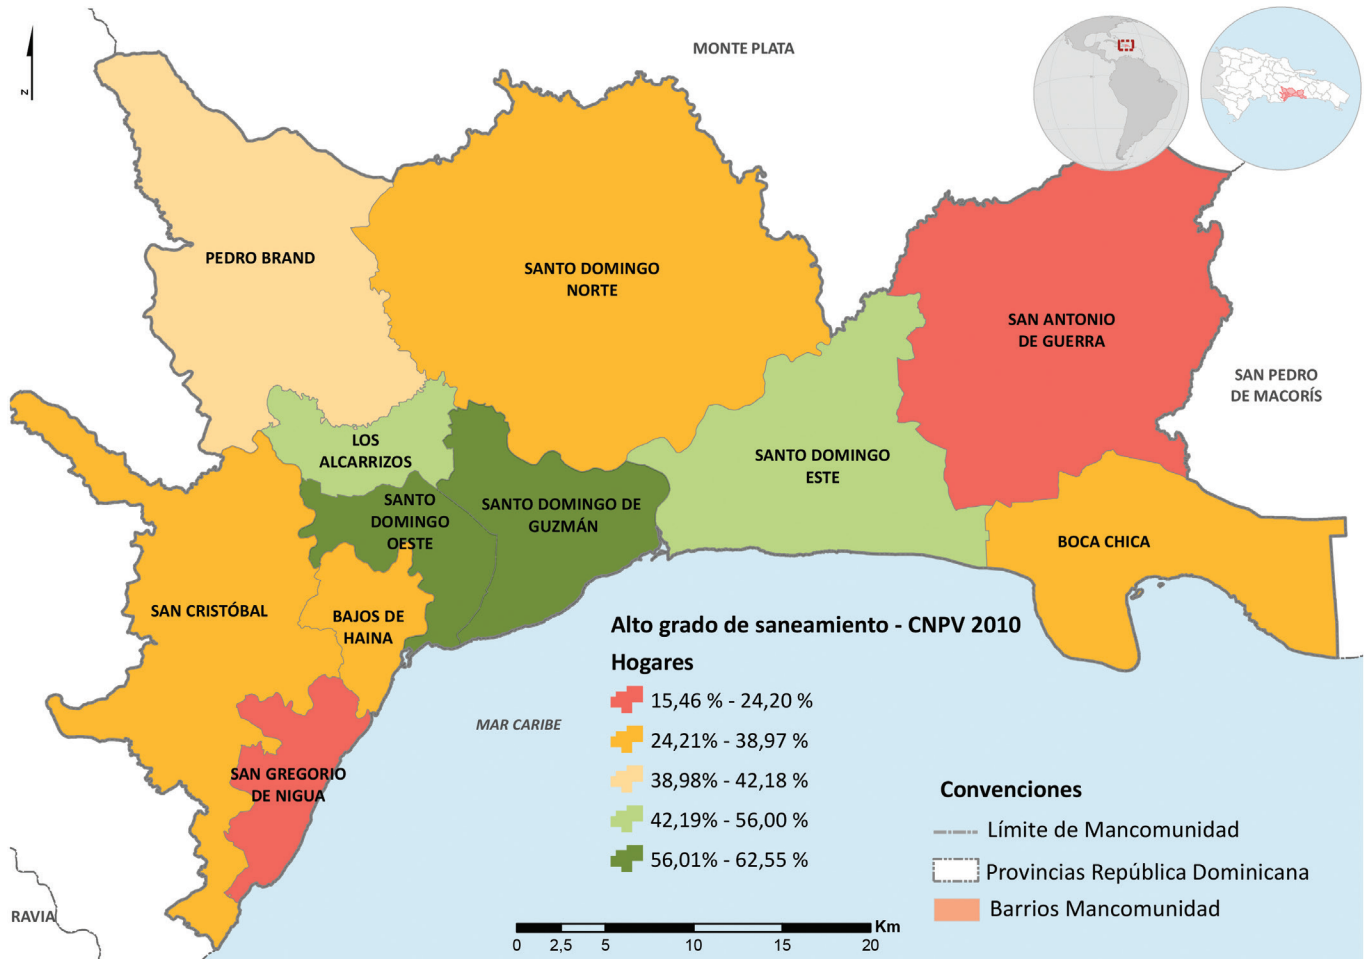 MONTE PLATA
N
PEDRO BRAND
SANTO DOMINGO
NORTE
SAN ANTONIO
DE GUERRA
SAN PEDRO
DE MACORÍS
LOS
ALCARRIZOS
SANTO DOMINGO
ESTE
SANTO
DOMINGO
OESTE
SANTO DOMINGO DE
GUZMÁN
BOCA CHICA
SAN CRISTÓBAL
BAJOS DE
HAINA
SAN GREGORIO
DE NIGUA
MAR CARIBE
RAVIA
Alto grado de saneamiento - CNPV 2010
Hogares
15,46 % - 24,20 %
24,21% - 38,97 %
38,98% - 42,18 %
42,19% - 56,00 %
56,01% - 62,55 %
Convenciones
Límite de Mancomunidad
Provincias República Dominicana
Barrios Mancomunidad
Km
0 2,5 5 10 15 20